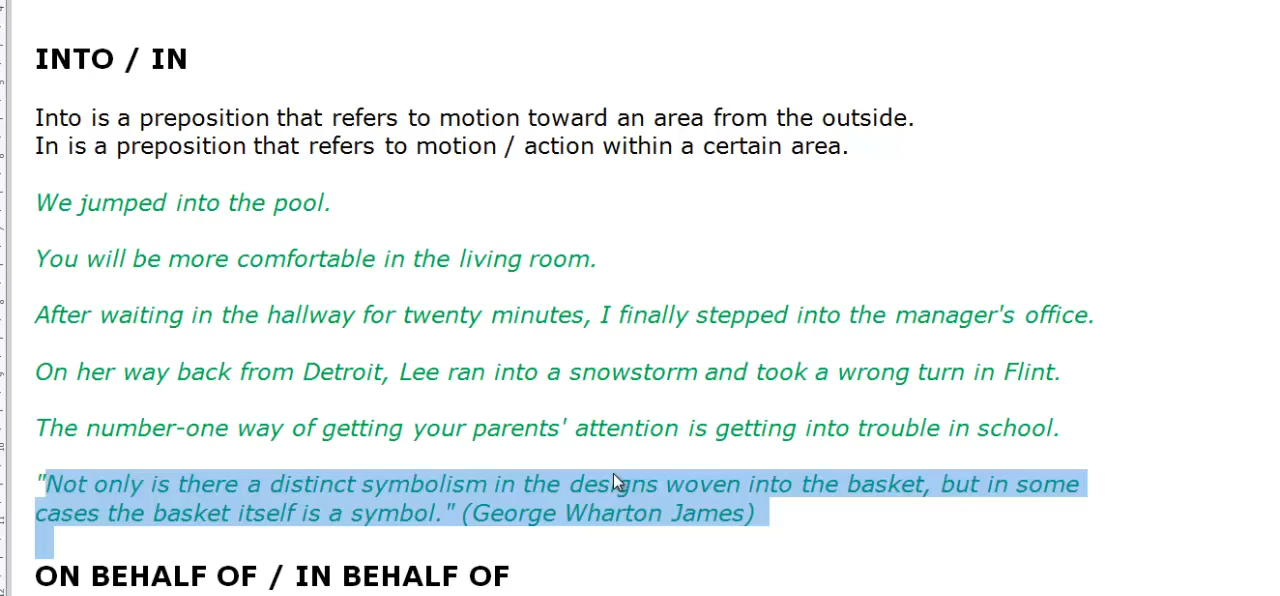 INTO / IN
Into is a preposition that refers to motion toward an area from the outside.
In is a preposition that refers to motion / action within a certain area.
We jumped into the pool.
You will be more comfortable in the living room.
After waiting in the hallway for twenty minutes, I finally stepped into the manager's office.
On her way back from Detroit, Lee ran into a snowstorm and took a wrong turn in Flint.
The number-one way of getting your parents' attention is getting into trouble in school.
"Not only is there a distinct symbolism in the designs woven into the basket, but in some
cases the basket itself is a symbol." (George Wharton James)
ON BEHALF OF / IN BEHALF OF